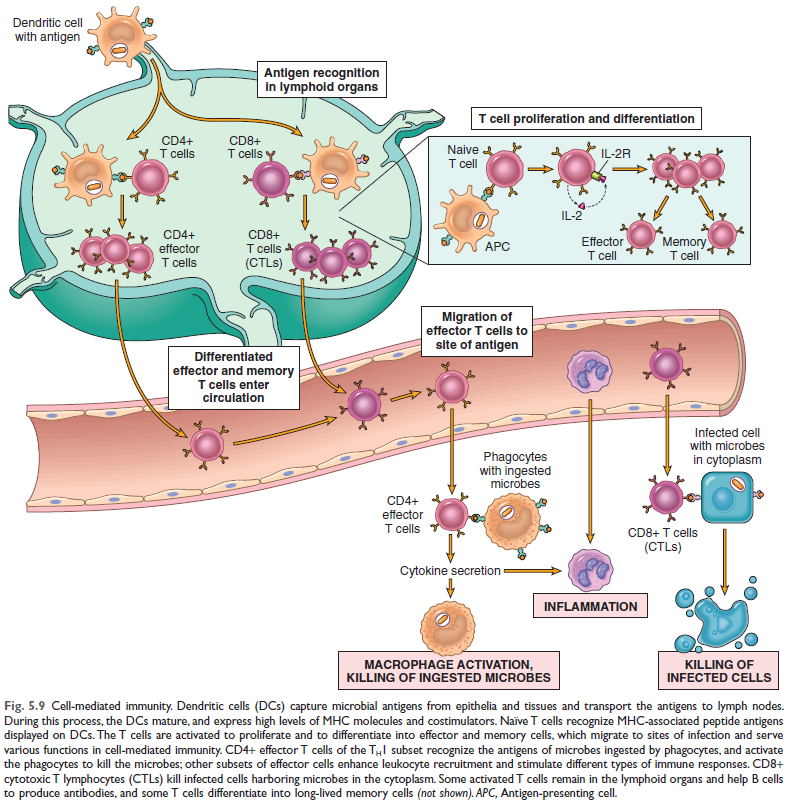 Dendritic cell
with antigen
Antigen recognition
in lymphoid organs
CD4+
T cells
CD8+
T cells
T cell proliferation and differentiation
Naive
T cell
IL-2R
IL-2
APC
Effector
T cell
Memory
T cell
CD4+
effector
T cells
CD8+
T cells
(CTLs)
Migration of
effector T cells to
site of antigen
Differentiated
effector and memory
T cells enter
circulation
Phagocytes
with ingested
microbes
Infected cell
with microbes
in cytoplasm
CD4+
effector
T cells
CD8+ T cells
(CTLs)
Cytokine secretion
INFLAMMATION
MACROPHAGE ACTIVATION,
KILLING OF INGESTED MICROBES
KILLING OF
INFECTED CELLS
Fig. 5.9 Cell-mediated immunity. Dendritic cells (DCs) capture microbial antigens from epithelia and tissues and transport the antigens to lymph nodes.
During this process, the DCs mature, and express high levels of MHC molecules and costimulators. Naïve T cells recognize MHC-associated peptide antigens
displayed on DCs. The T cells are activated to proliferate and to differentiate into effector and memory cells, which migrate to sites of infection and serve
various functions in cell-mediated immunity. CD4+ effector T cells of the TH1 subset recognize the antigens of microbes ingested by phagocytes, and activate
the phagocytes to kill the microbes; other subsets of effector cells enhance leukocyte recruitment and stimulate different types of immune responses. CD8+
cytotoxic T lymphocytes (CTLs) kill infected cells harboring microbes in the cytoplasm. Some activated T cells remain in the lymphoid organs and help B cells
to produce antibodies, and some T cells differentiate into long-lived memory cells (not shown). APC, Antigen-presenting cell.